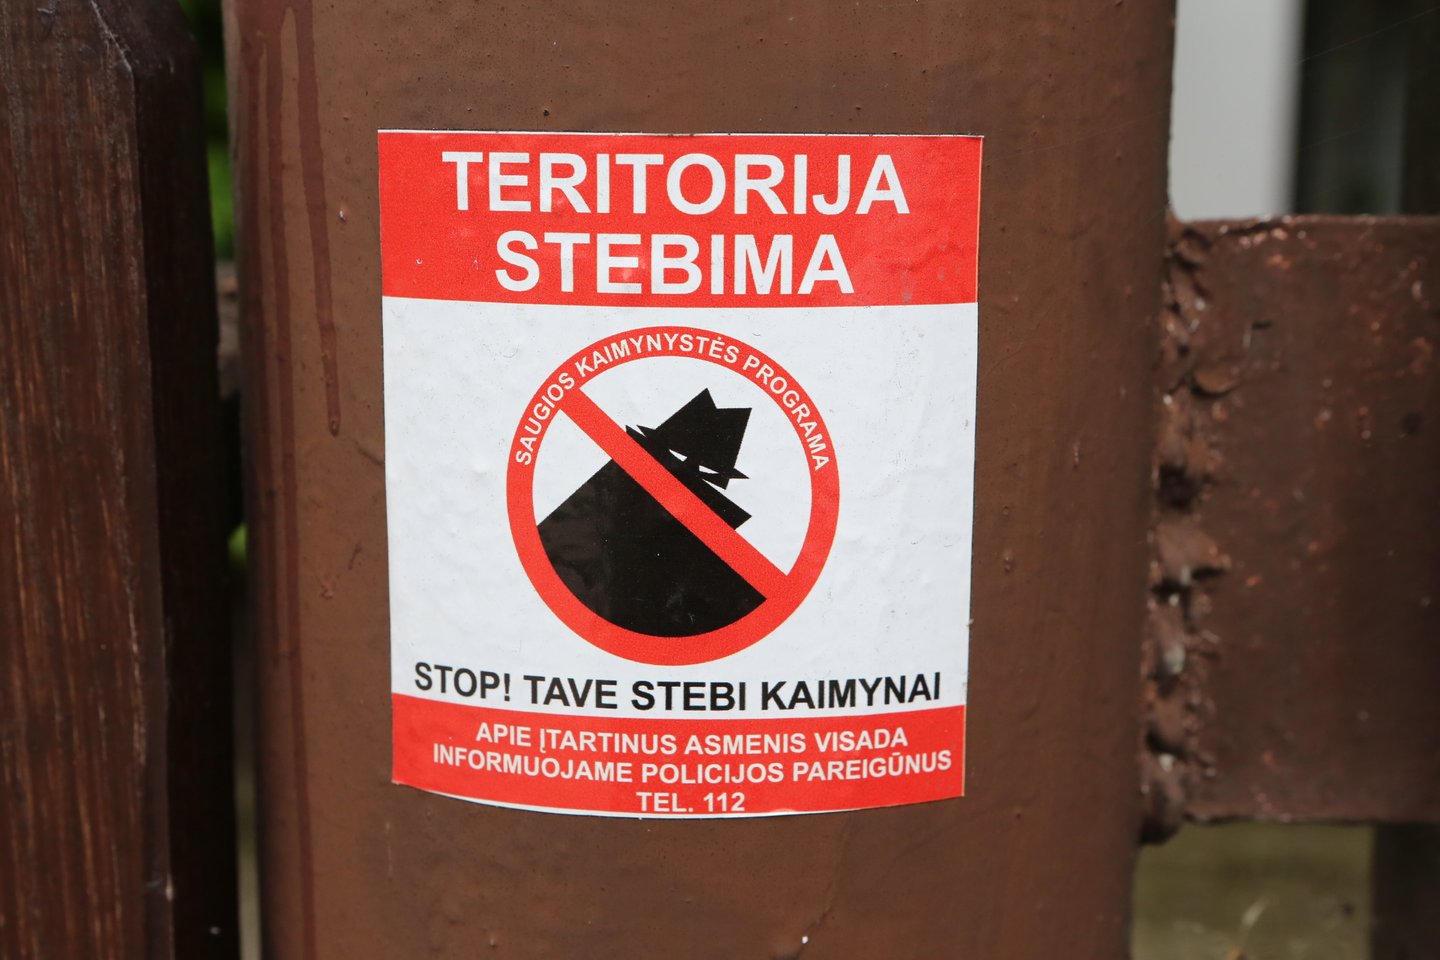 TERITORIJA
STEBIMA
SAUGIOS KAIMYNYSTĖS PROGRAMA
STOP! TAVE STEBI KAIMYNAI
APIE ĮTARTINUS ASMENIS VISADA
INFORMUOJAME POLICIJOS PAREIGŪNUS
TEL. 112